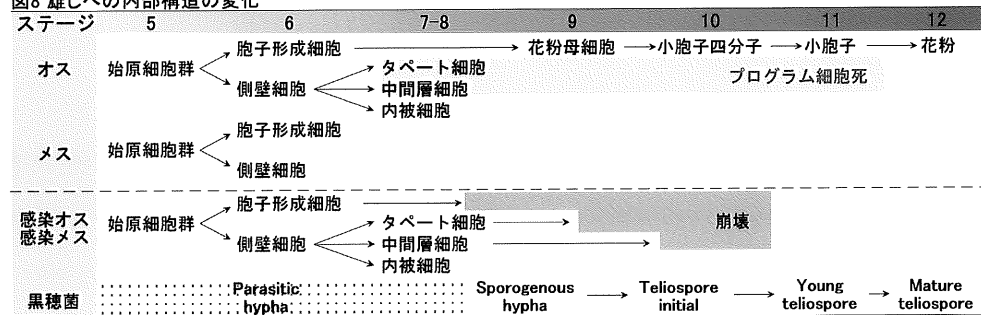 図8 雄しべの内部構造の変化
ステージ 5 6 7-8 9 10 11 12
胞子形成細胞 花粉母細胞 小胞子四分子 小胞子 花粉
オス 始原細胞群 タペート細胞 プログラム細胞死
側壁細胞 中間層細胞
内被細胞
胞子形成細胞
メス 始原細胞群
側壁細胞
胞子形成細胞
感染オス 始原細胞群 タペート細胞 崩壊
感染メス 側壁細胞 中間層細胞
内被細胞
黒穂菌 Parasitic hypha Sporogenous hypha Teliospore initial Young teliospore Mature teliospore